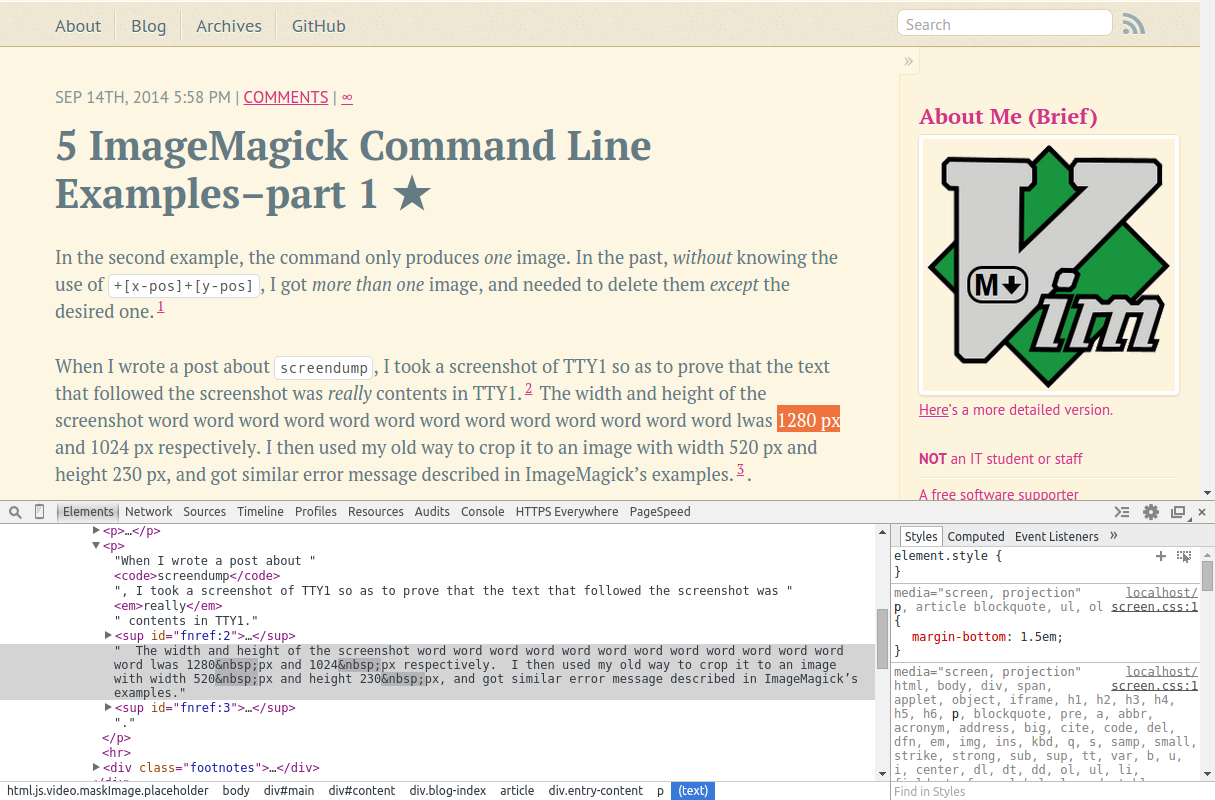 About Blog Archives GitHub Search
»
SEP 14TH, 2014 5:58 PM | COMMENTS | ∞
5 ImageMagick Command Line
Examples–part 1 ★
In the second example, the command only produces one image. In the past, without knowing the
use of +[x-pos]+[y-pos], I got more than one image, and needed to delete them except the
desired one.1
When I wrote a post about screendump, I took a screenshot of TTY1 so as to prove that the text
that followed the screenshot was really contents in TTY1.2 The width and height of the
screenshot word word word word word word word word word word word word word lwas 1280 px
and 1024 px respectively. I then used my old way to crop it to an image with width 520 px and
height 230 px, and got similar error message described in ImageMagick’s examples.3.
About Me (Brief)
M
Vim
Here's a more detailed version.
NOT an IT student or staff
A free software supporter
Elements Network Sources Timeline Profiles Resources Audits Console HTTPS Everywhere PageSpeed
<p>…</p>
<p>
"When I wrote a post about "
<code>screendump</code>
", I took a screenshot of TTY1 so as to prove that the text that followed the screenshot was "
<em>really</em>
" contents in TTY1."
<sup id="fnref:2">…</sup>
"  The width and height of the screenshot word word word word word word word word word word word word
word lwas 1280&nbsp;px and 1024&nbsp;px respectively.  I then used my old way to crop it to an image
with width 520&nbsp;px and height 230&nbsp;px, and got similar error message described in ImageMagick’s
examples."
<sup id="fnref:3">…</sup>
"."
</p>
<hr>
<div class="footnotes">…</div>
</div>
Styles Computed Event Listeners »
element.style {
}
media="screen, projection" localhost/
p, article blockquote, ul, ol screen.css:1
{
margin-bottom: 1.5em;
}
media="screen, projection" localhost/
html, body, div, span, screen.css:1
applet, object, iframe, h1, h2, h3, h4,
h5, h6, p, blockquote, pre, a, abbr,
acronym, address, big, cite, code, del,
dfn, em, img, ins, kbd, q, s, samp, small,
strike, strong, sub, sup, tt, var, b, u,
i, center, dl, dt, dd, ol, ul, li,
html.js.video.maskImage.placeholder body div#main div#content div.blog-index article div.entry-content p (text)
Find in Styles